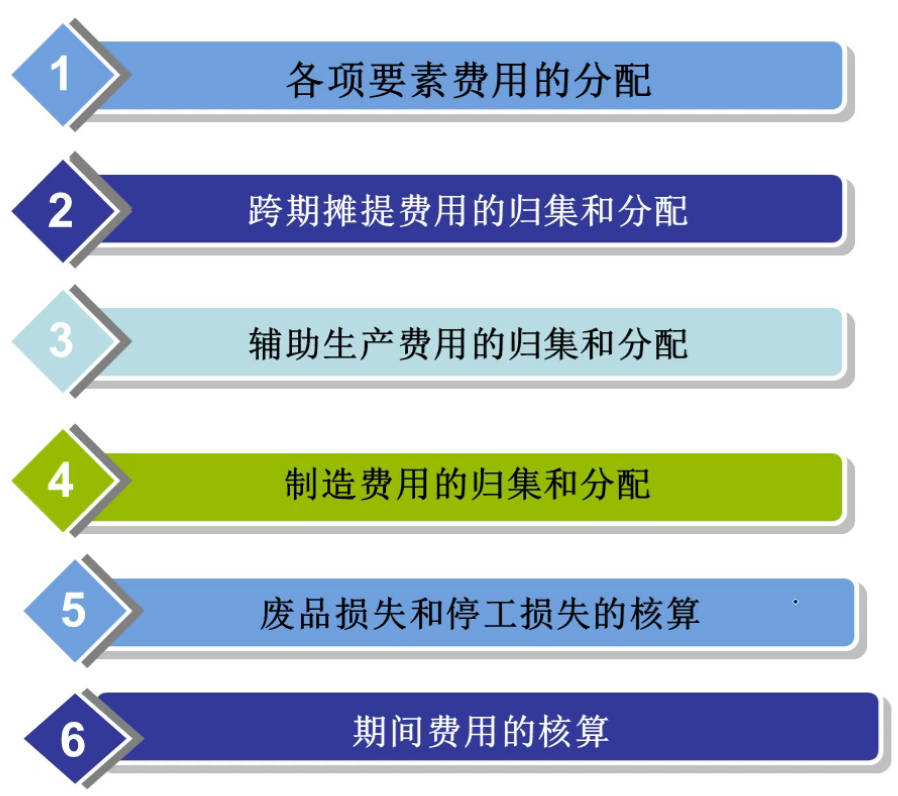 1 各项要素费用的分配
2 跨期摊提费用的归集和分配
3 辅助生产费用的归集和分配
4 制造费用的归集和分配
5 废品损失和停工损失的核算
6 期间费用的核算